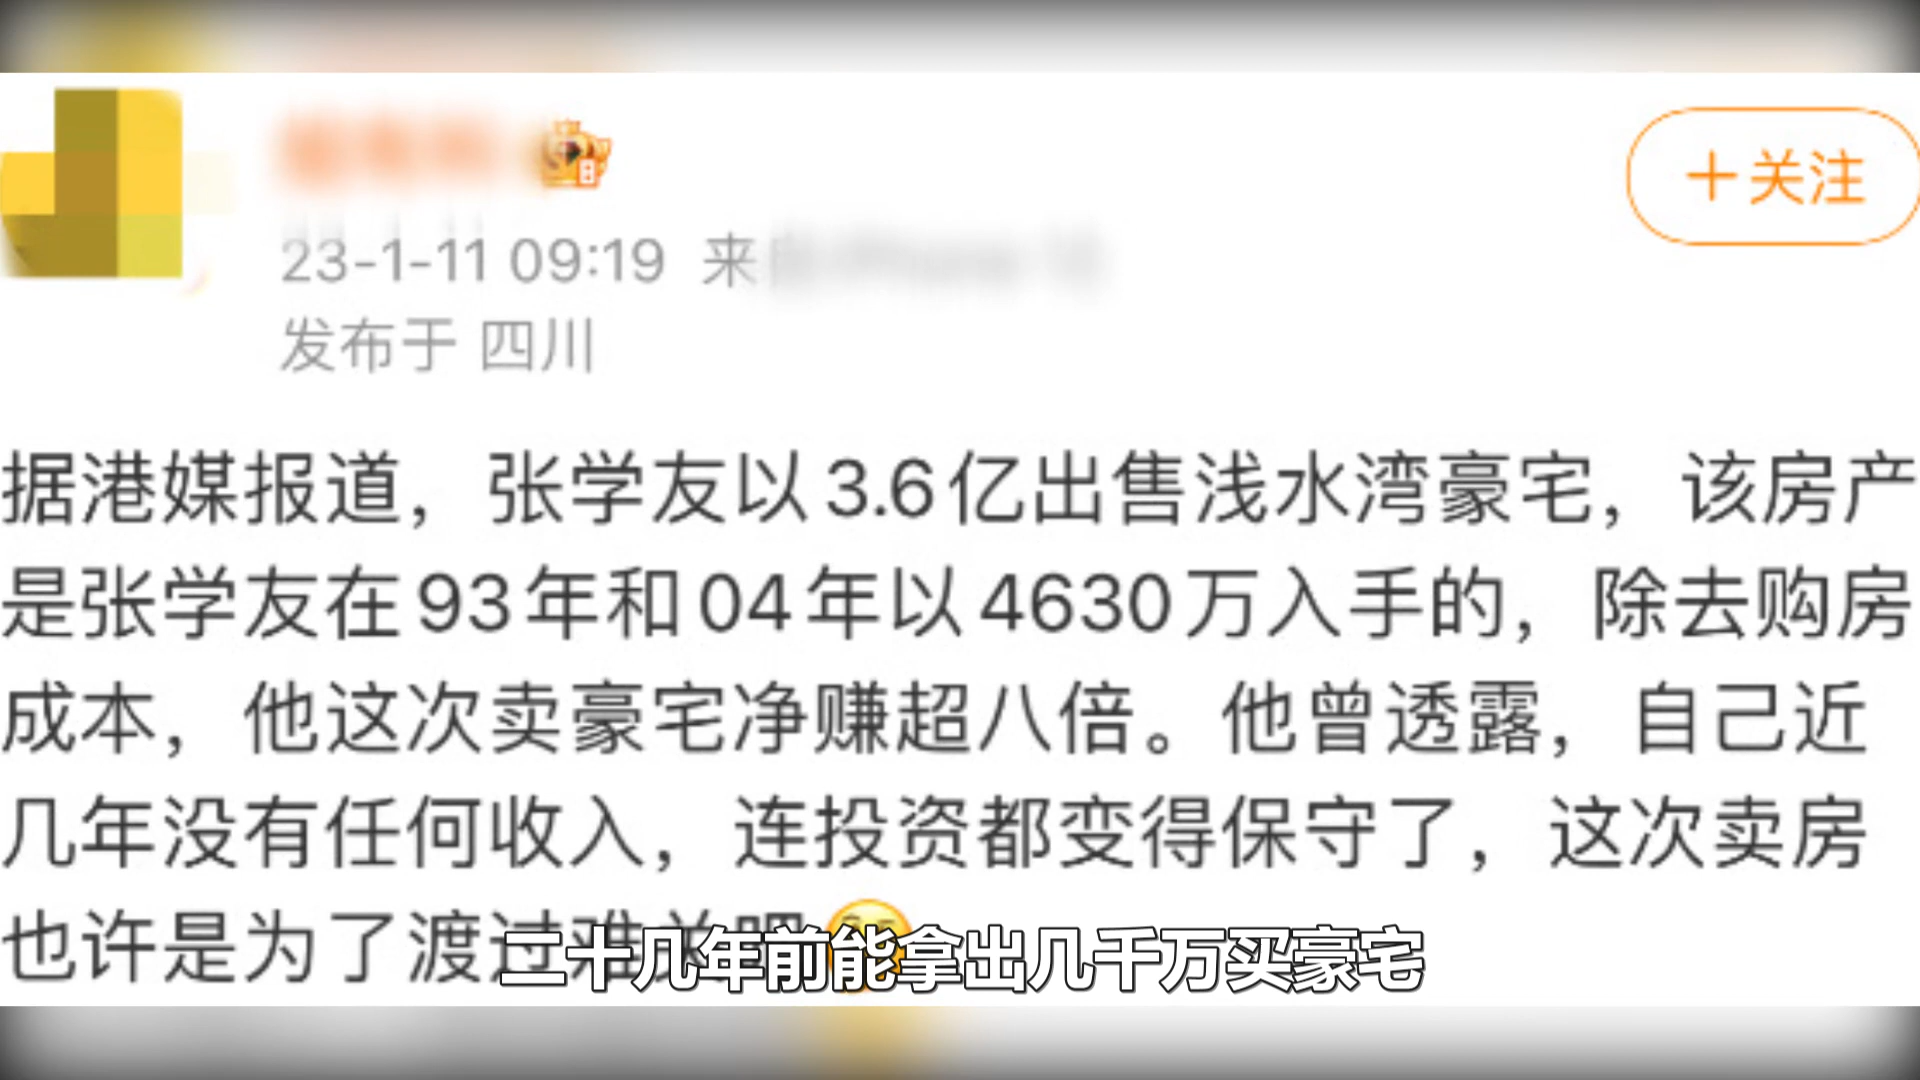 +关注
23-1-11 09:19 来
发布于 四川
据港媒报道，张学友以3.6亿出售浅水湾豪宅，该房产
是张学友在93年和04年以4630万入手的，除去购房
成本，他这次卖豪宅净赚超八倍。他曾透露，自己近
几年没有任何收入，连投资都变得保守了，这次卖房
也许是为了渡过难关吧
二十几年前能拿出几千万买豪宅